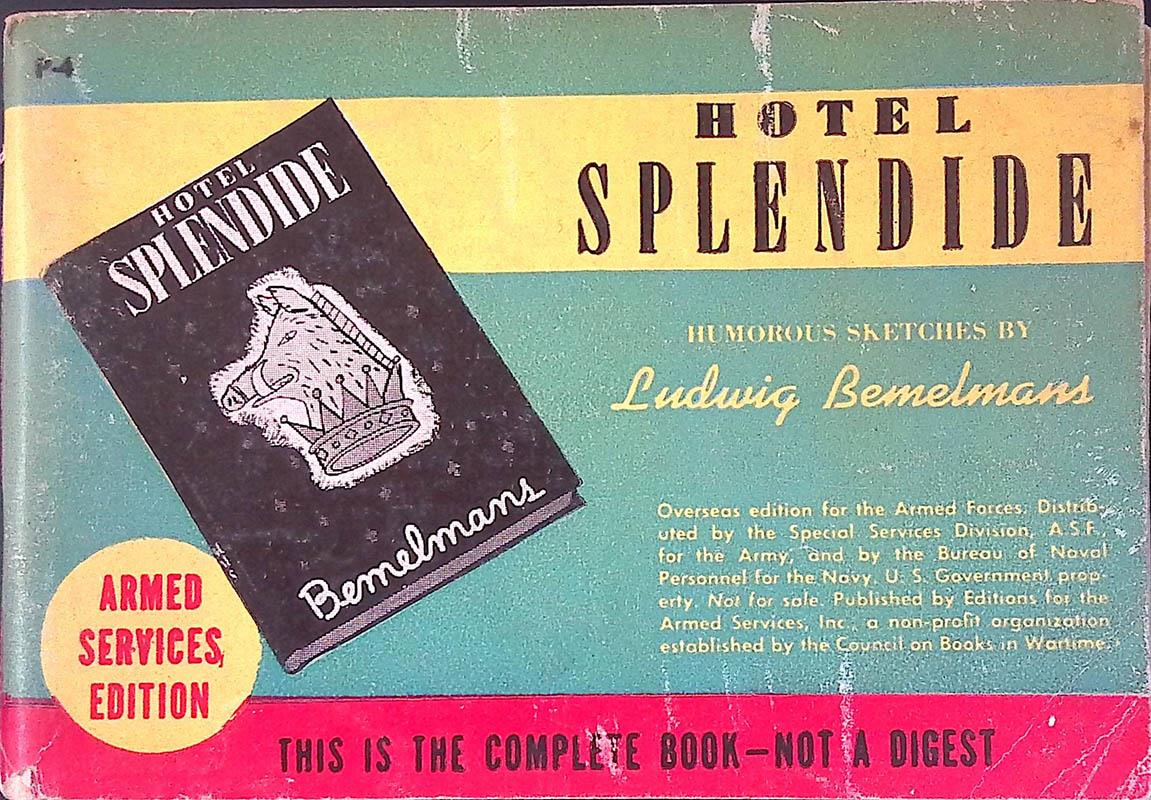 P-4
HOTEL
SPLENDIDE
Bemelmans
HOTEL
SPLENDIDE
HUMOROUS SKETCHES BY
Ludwig Bemelmans
Overseas edition for the Armed Forces. Distrib-
uted by the Special Services Division, A.S.F.,
for the Army, and by the Bureau of Naval
Personnel for the Navy. U. S. Government prop-
erty. Not for sale. Published by Editions for the
Armed Services, Inc., a non-profit organization
established by the Council on Books in Wartime.
ARMED
SERVICES
EDITION
THIS IS THE COMPLETE BOOK—NOT A DIGEST